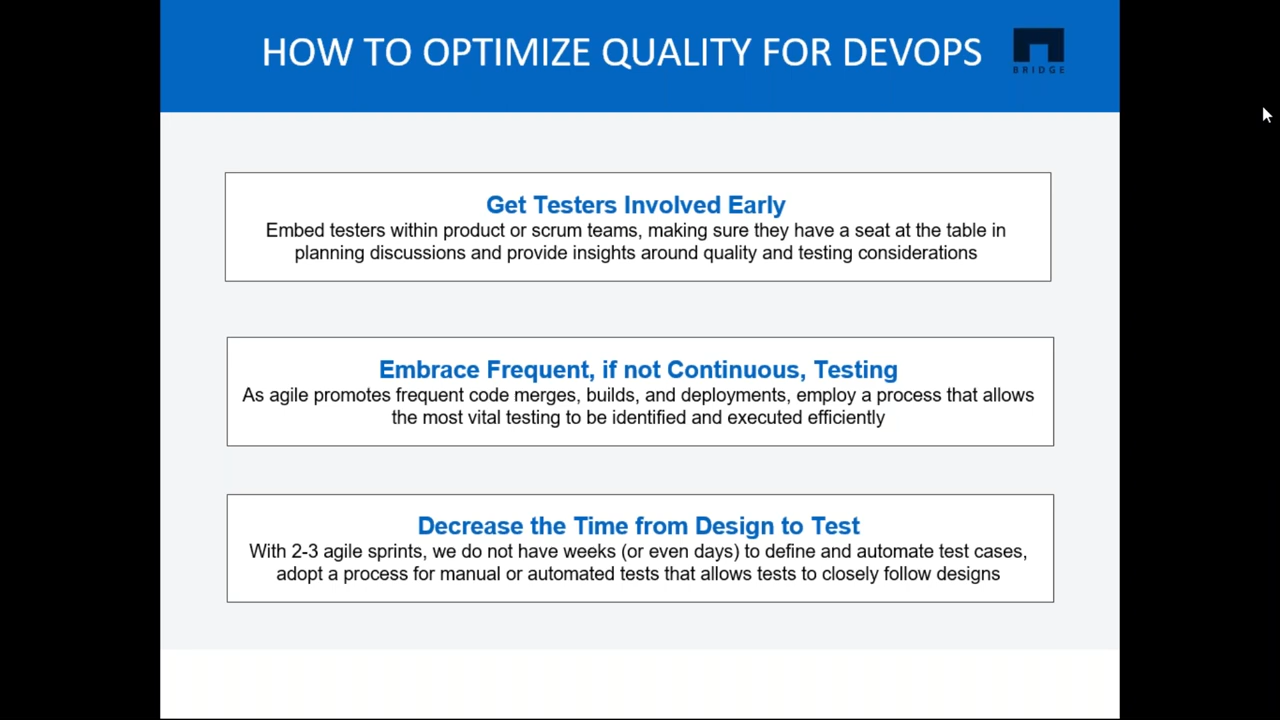 HOW TO OPTIMIZE QUALITY FOR DEVOPS
BRIDGE
Get Testers Involved Early
Embed testers within product or scrum teams, making sure they have a seat at the table in
planning discussions and provide insights around quality and testing considerations
Embrace Frequent, if not Continuous, Testing
As agile promotes frequent code merges, builds, and deployments, employ a process that allows
the most vital testing to be identified and executed efficiently
Decrease the Time from Design to Test
With 2-3 agile sprints, we do not have weeks (or even days) to define and automate test cases,
adopt a process for manual or automated tests that allows tests to closely follow designs